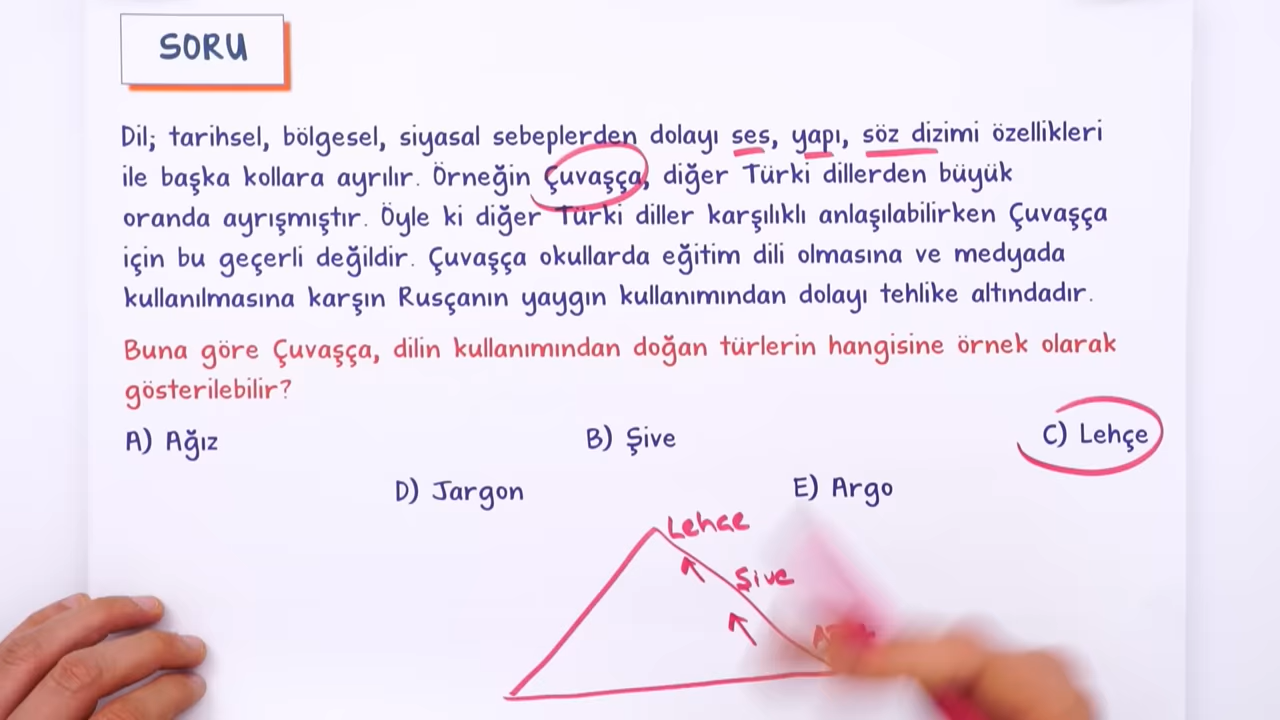 SORU
Dil; tarihsel, bölgesel, siyasal sebeplerden dolayı ses, yapı, söz dizimi özellikleri
ile başka kollara ayrılır. Örneğin Çuvaşça, diğer Türki dillerden büyük
oranda ayrışmıştır. Öyle ki diğer Türki diller karşılıklı anlaşılabilirken Çuvaşça
için bu geçerli değildir. Çuvaşça okullarda eğitim dili olmasına ve medyada
kullanılmasına karşın Rusçanın yaygın kullanımından dolayı tehlike altındadır.
Buna göre Çuvaşça, dilin kullanımından doğan türlerin hangisine örnek olarak
gösterilebilir?
A) Ağız
B) Şive
C) Lehçe
D) Jargon
E) Argo
Lehçe
Şive